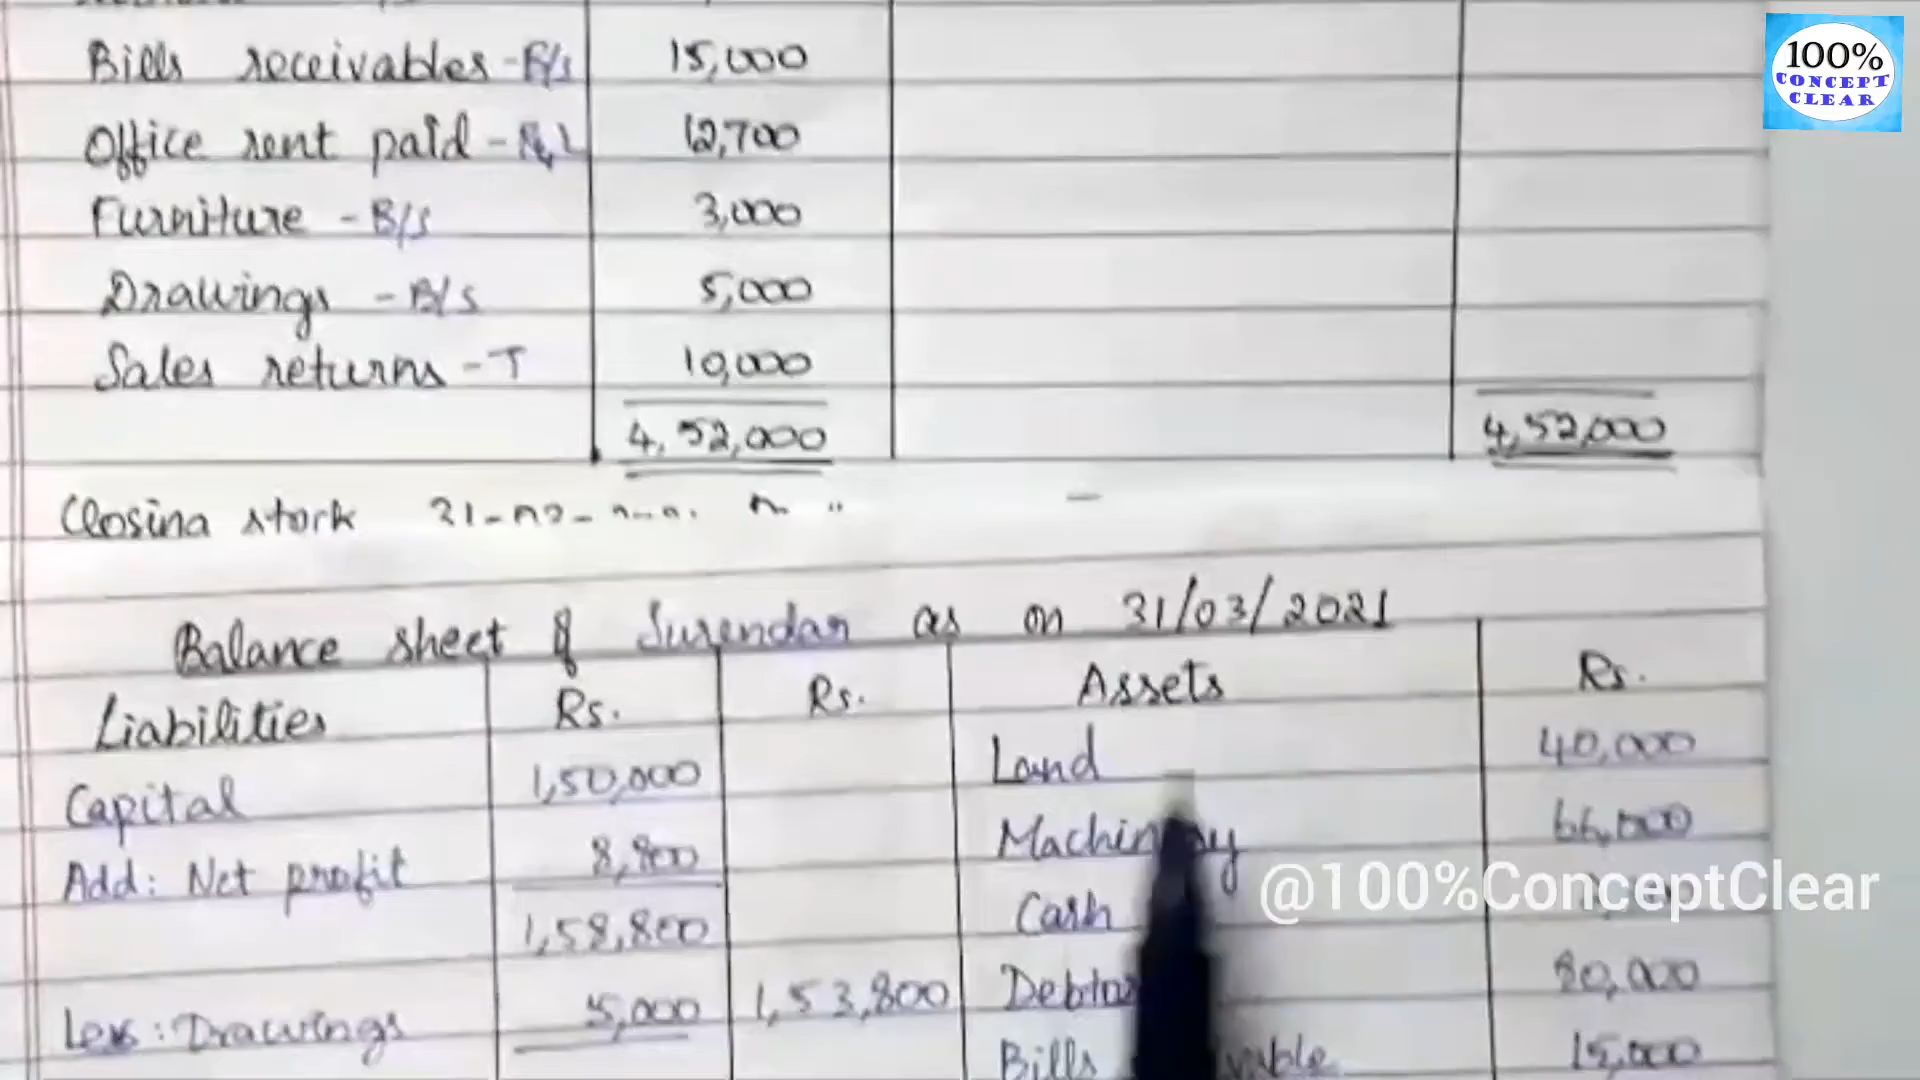 100%
CONCEPT
CLEAR
Bills receivables - B/s 15,000
Office rent paid - P&L 12,700
Furniture - B/S 3,000
Drawings - B/S 5,000
Sales returns - T 10,000
4,52,000 4,52,000
Closing stock
Balance sheet of Surendar as on 31/03/2021
Liabilities Rs. Rs. Assets Rs.
Capital 1,50,000 Land 40,000
Add: Net profit 8,800 Machinery 66,000
1,58,800 Cash
@100%ConceptClear
Less: Drawings 5,000 1,53,800 Debtors 80,000
Bills 15,000